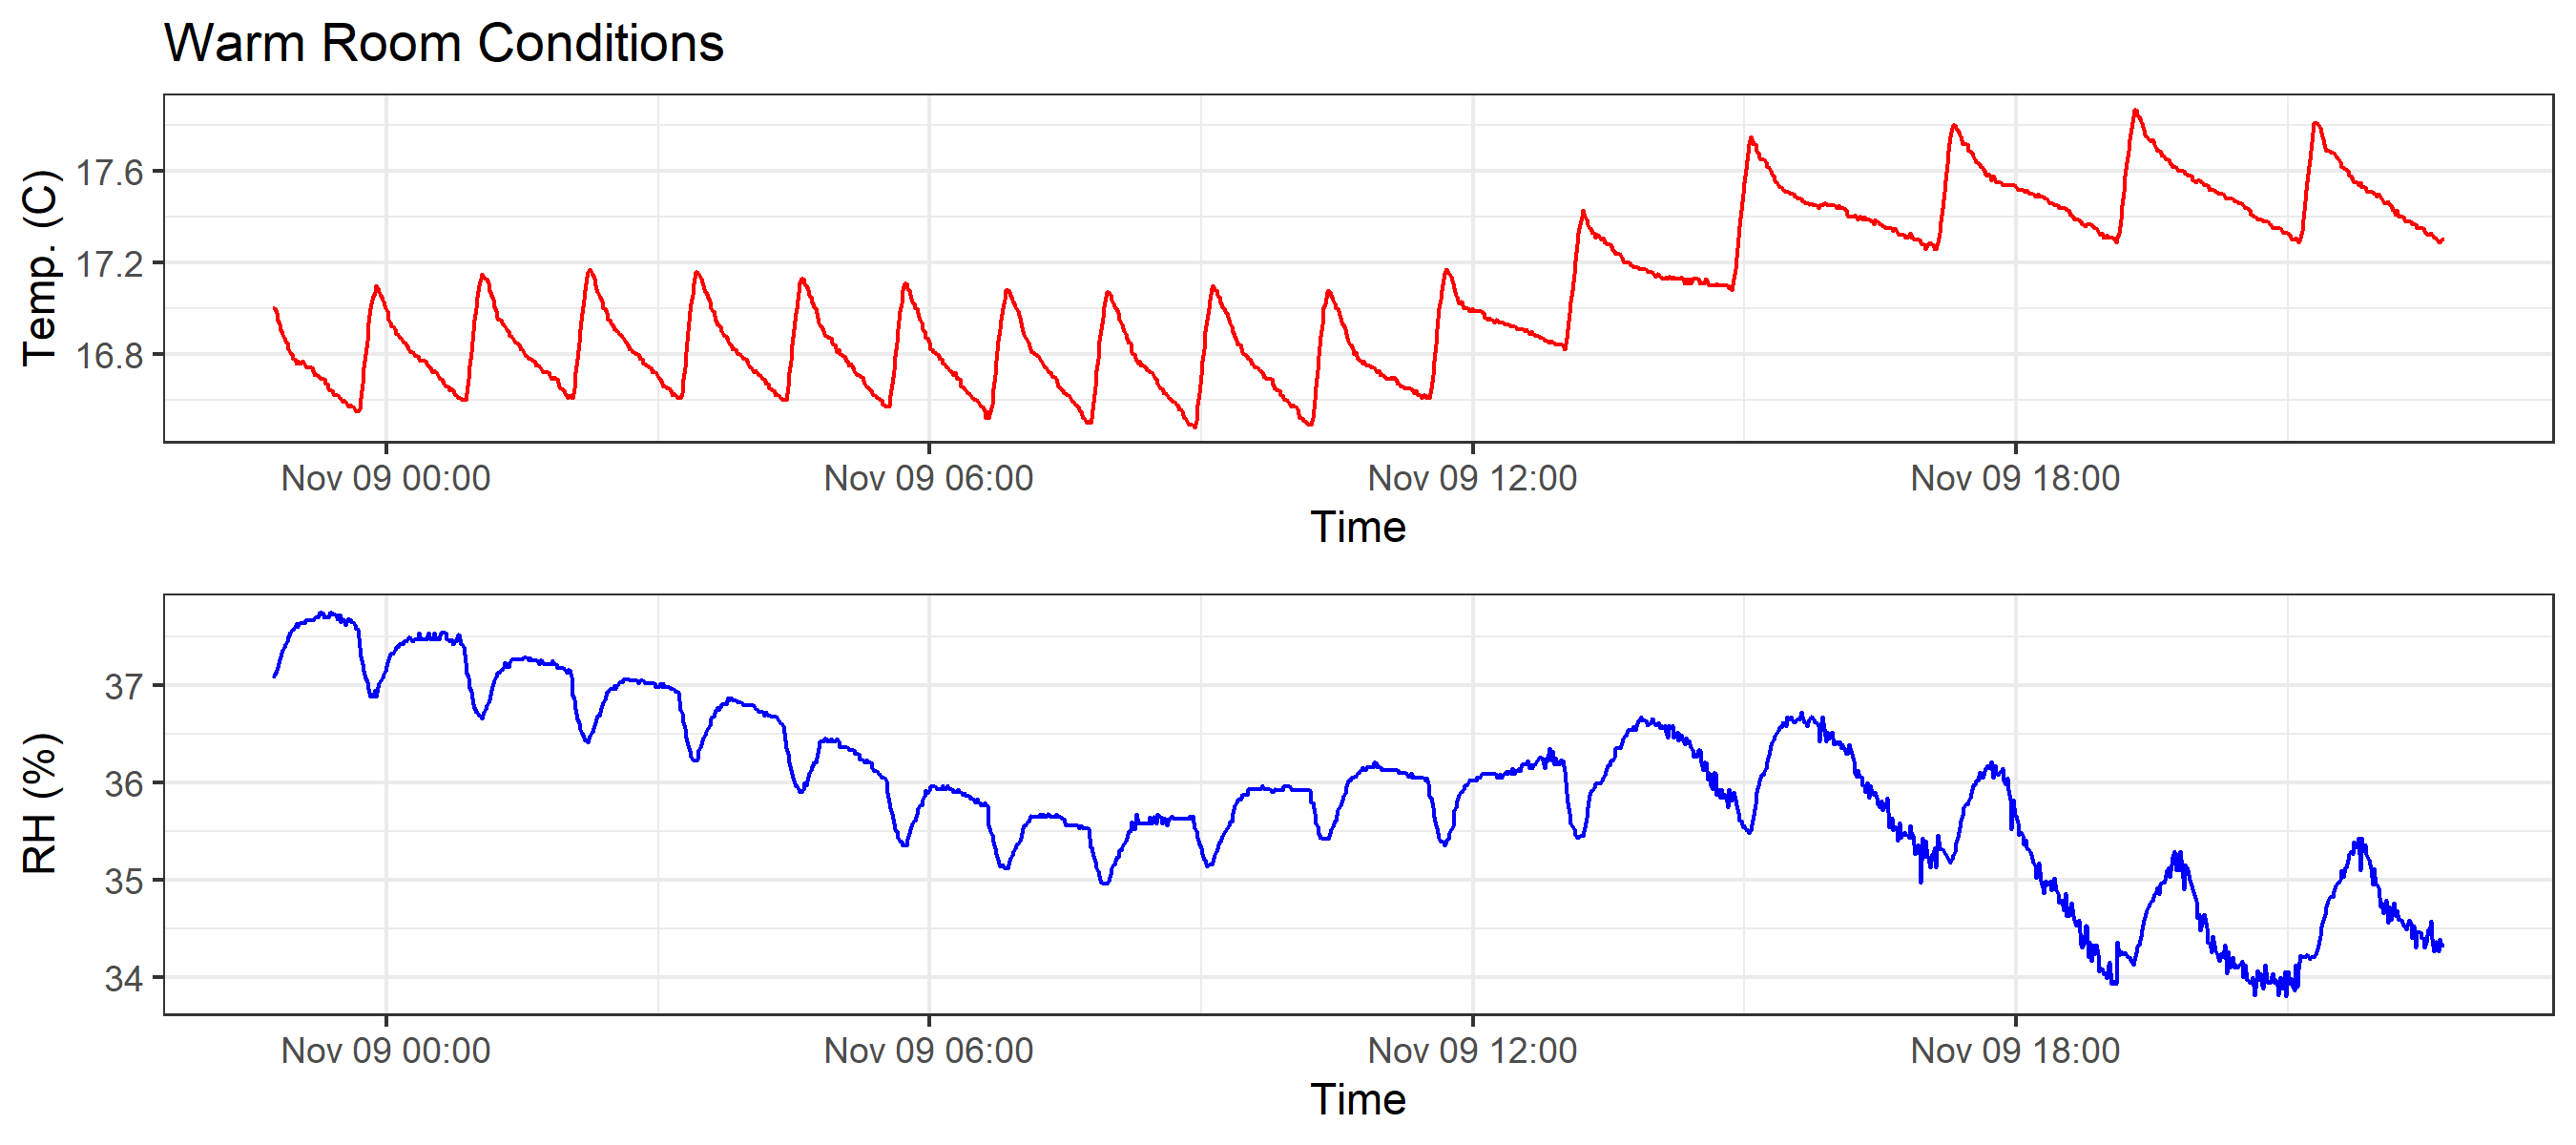 Warm Room Conditions
Temp. (C)
17.6
17.2
16.8
Nov 09 00:00 Nov 09 06:00 Nov 09 12:00 Nov 09 18:00
Time
RH (%)
37
36
35
34
Nov 09 00:00 Nov 09 06:00 Nov 09 12:00 Nov 09 18:00
Time